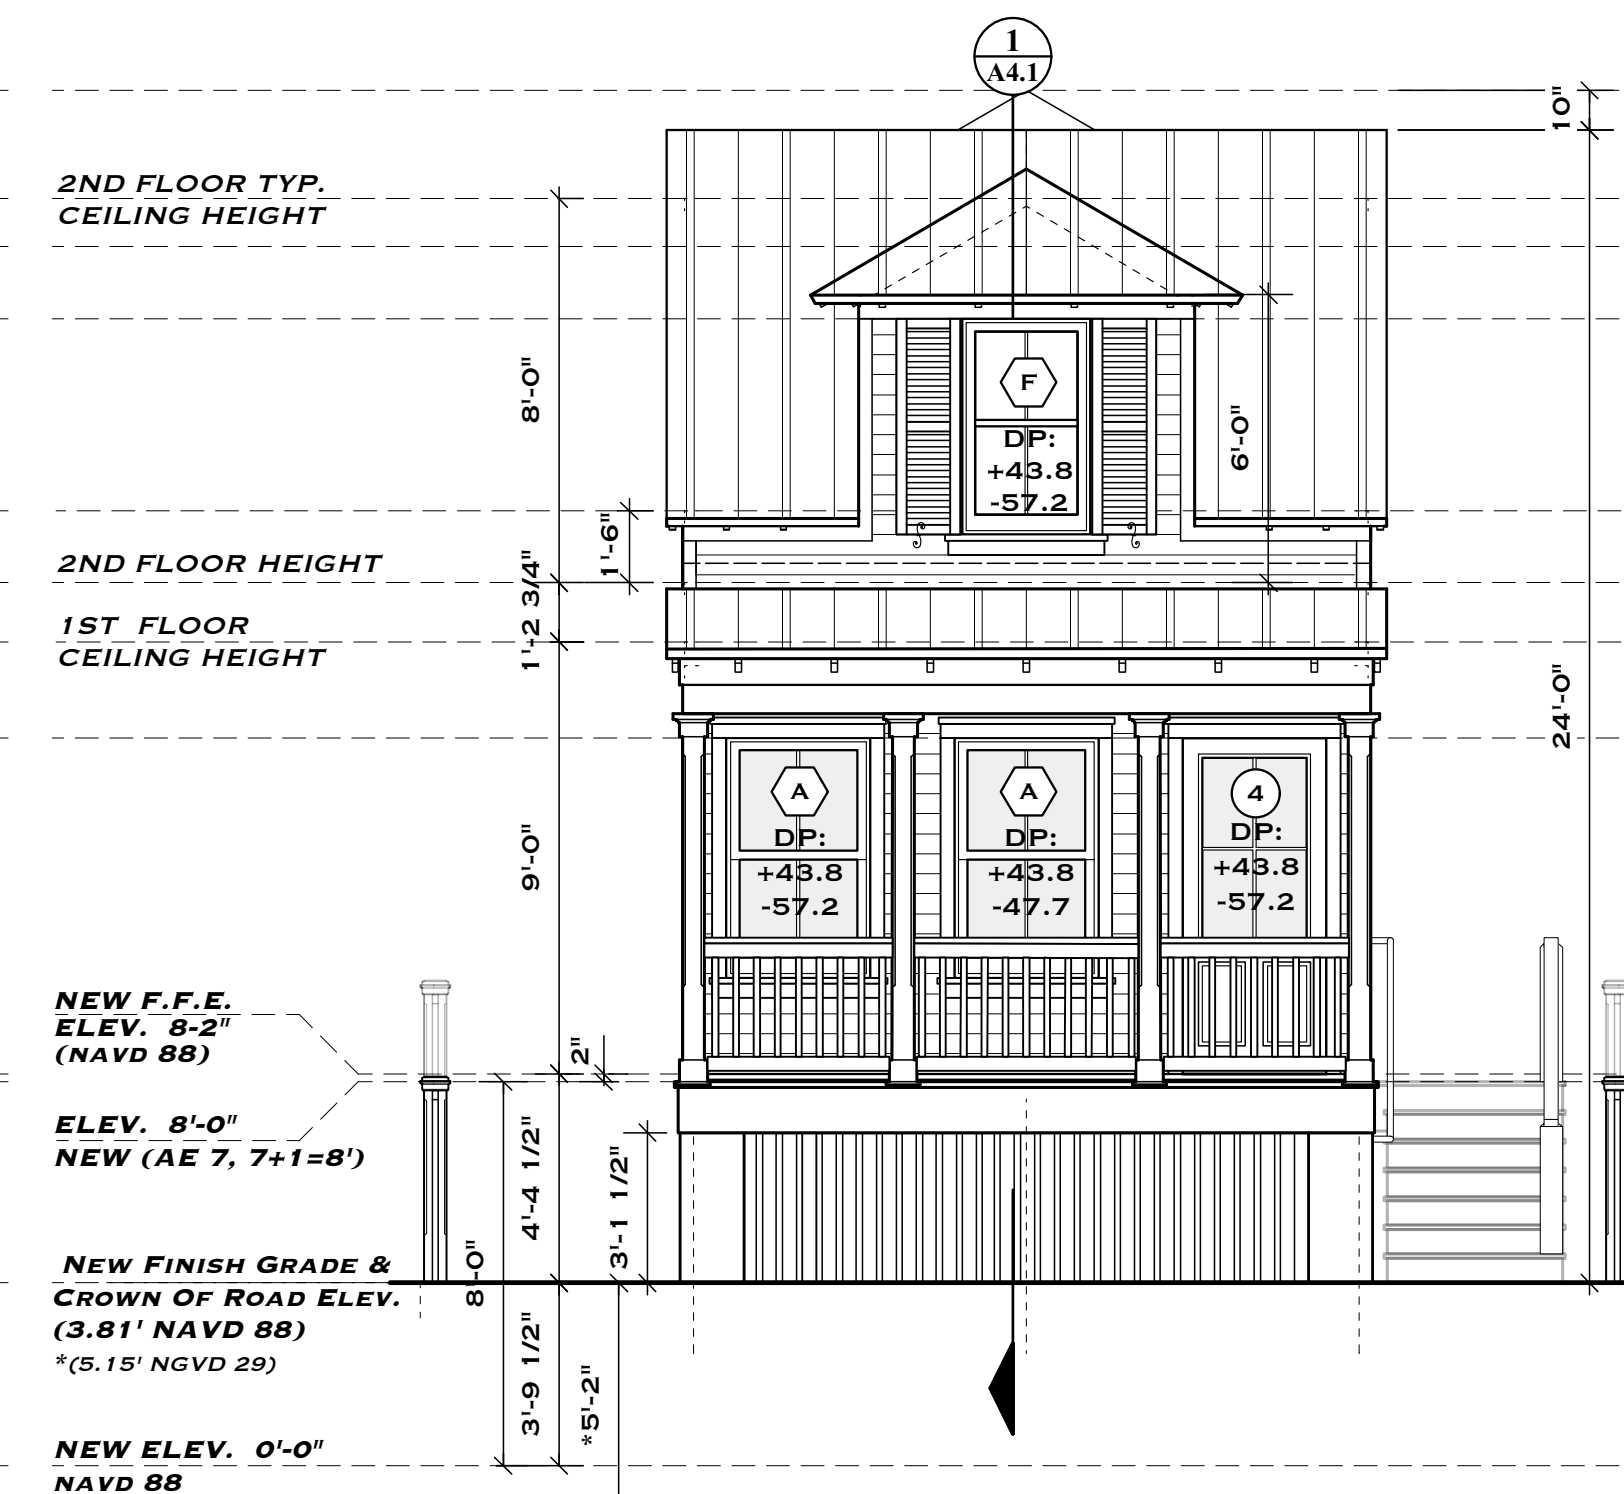 1
A4.1
10"
2ND FLOOR TYP.
CEILING HEIGHT
8'-0"
F
DP:
+43.8
-57.2
6'-0"
1'-6"
2ND FLOOR HEIGHT
1'-2 3/4"
1ST FLOOR
CEILING HEIGHT
24'-0"
9'-0"
A
DP:
+43.8
-57.2
A
DP:
+43.8
-47.7
4
DP:
+43.8
-57.2
NEW F.F.E.
ELEV. 8-2"
(NAVD 88)
2"
ELEV. 8'-0"
NEW (AE 7, 7+1=8')
4'-4 1/2"
3'-1 1/2"
8'-0"
NEW FINISH GRADE &
CROWN OF ROAD ELEV.
(3.81' NAVD 88)
*(5.15' NGVD 29)
3'-9 1/2"
*5'-2"
NEW ELEV. 0'-0"
NAVD 88